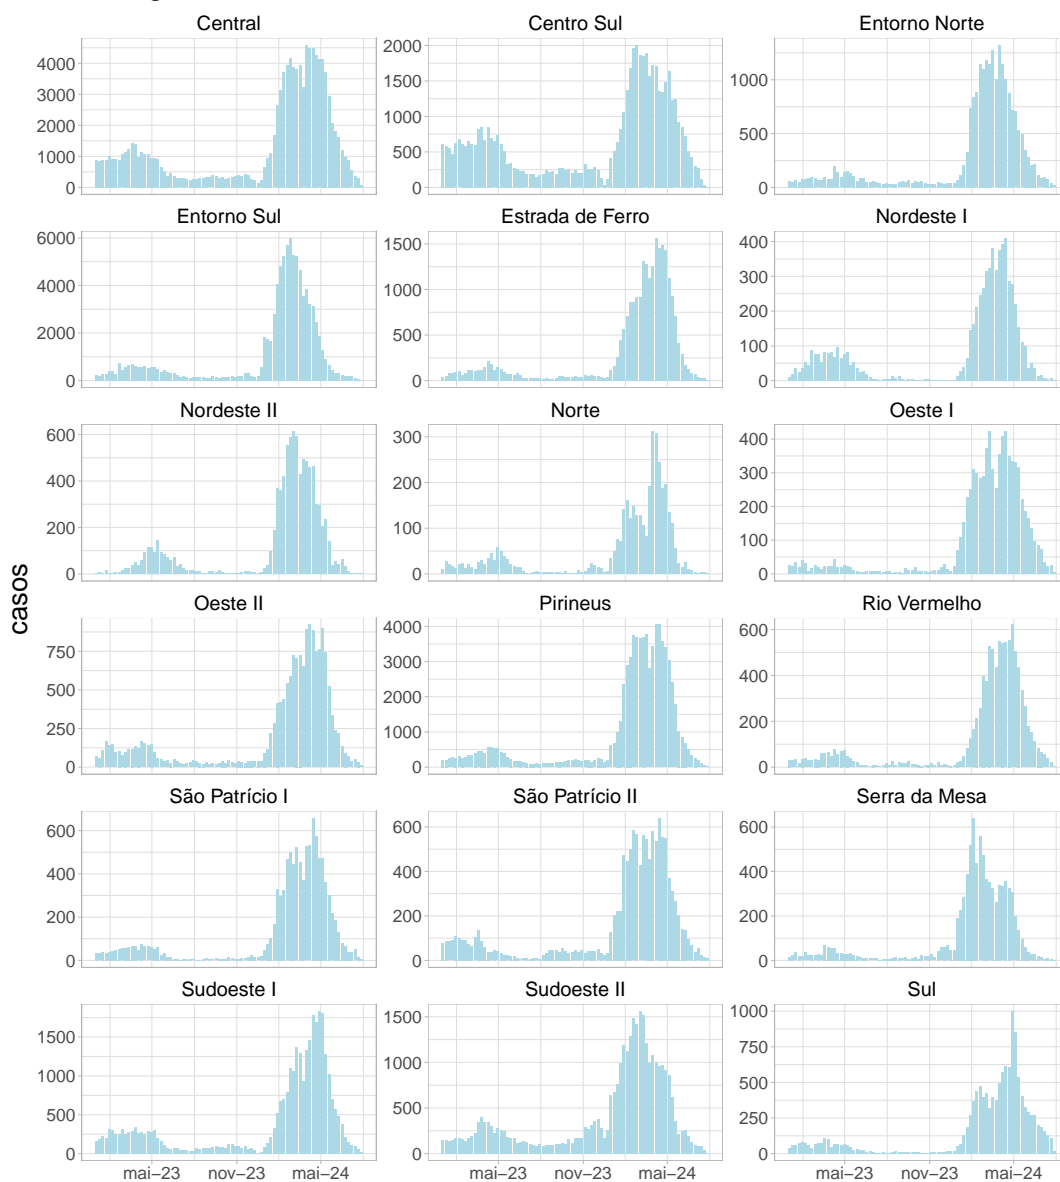 Central Centro Sul Entorno Norte
4000 3000 2000 1000 0
2000 1500 1000 500 0
1000 500 0
Entorno Sul Estrada de Ferro Nordeste I
6000 4000 2000 0
1500 1000 500 0
400 300 200 100 0
Nordeste II Norte Oeste I
600 400 200 0
300 200 100 0
400 300 200 100 0
casos
Oeste II Pirineus Rio Vermelho
750 500 250 0
4000 3000 2000 1000 0
600 400 200 0
São Patrício I São Patrício II Serra da Mesa
600 400 200 0
600 400 200 0
600 400 200 0
Sudoeste I Sudoeste II Sul
1500 1000 500 0
1500 1000 500 0
1000 750 500 250 0
mai−23 nov−23 mai−24 mai−23 nov−23 mai−24 mai−23 nov−23 mai−24